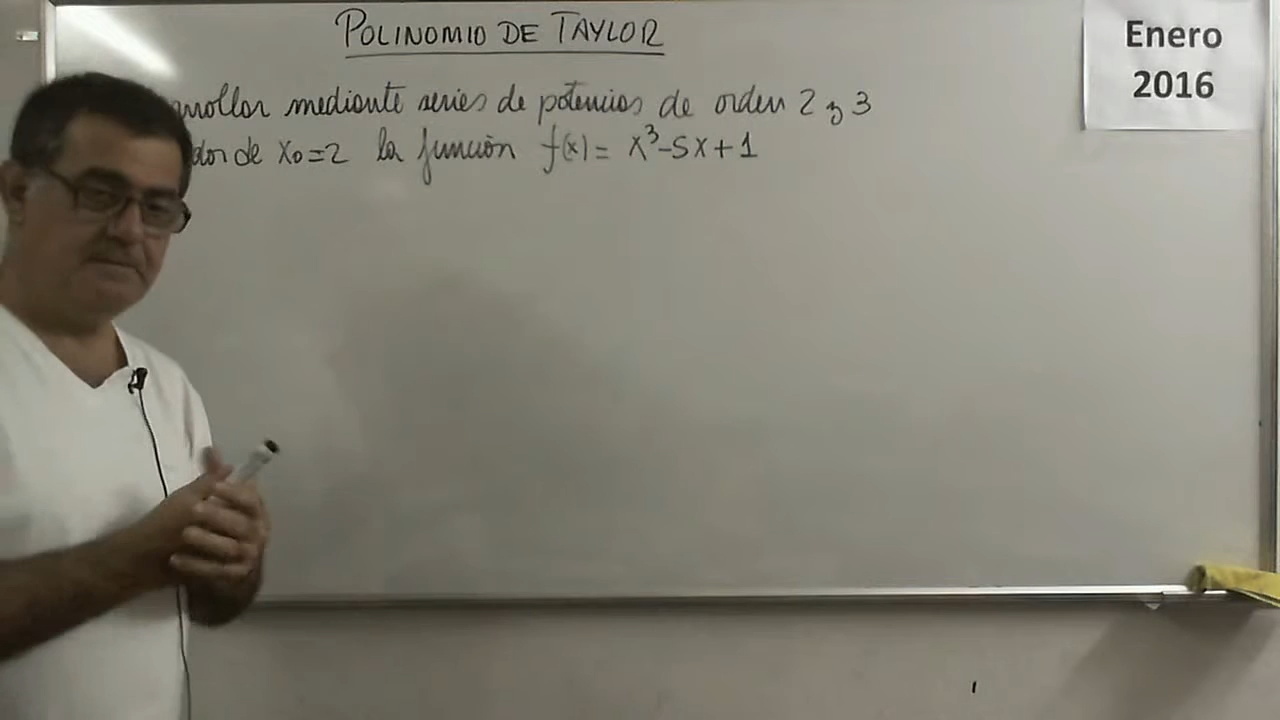 POLINOMIO DE TAYLOR
Enero
2016
mediante series de potencias de orden 2 y 3
de x₀=2 la función f(x)= x³-5x+1